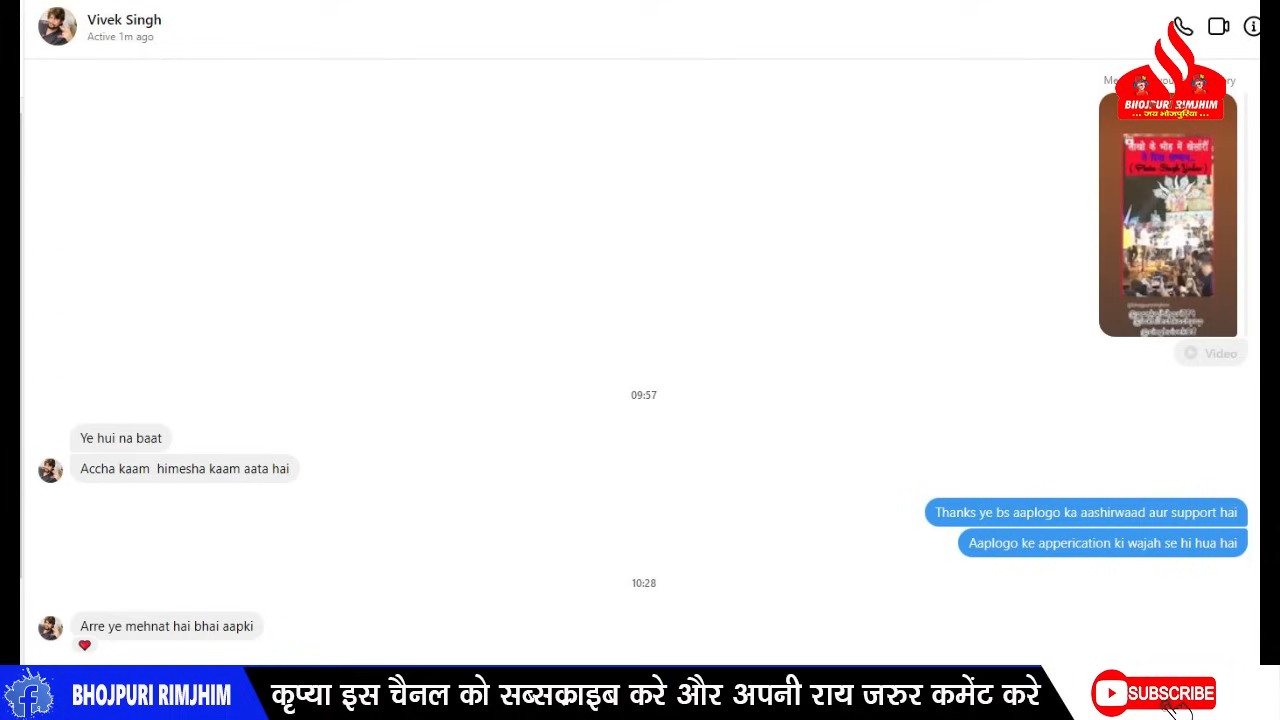 Vivek Singh
Active 1m ago
BHOJPURI RIMJHIM
... जय भोजपुरिया ...
लाखो के भीड़ में खेसारी
Video
09:57
Ye hui na baat
Accha kaam himesha kaam aata hai
Thanks ye bs aaplogo ka aashirwaad aur support hai
Aaplogo ke apperication ki wajah se hi hua hai
10:28
Arre ye mehnat hai bhai aapki
BHOJPURI RIMJHIM
कृप्या इस चैनल को सब्सक्राइब करे और अपनी राय जरुर कमेंट करे
SUBSCRIBE